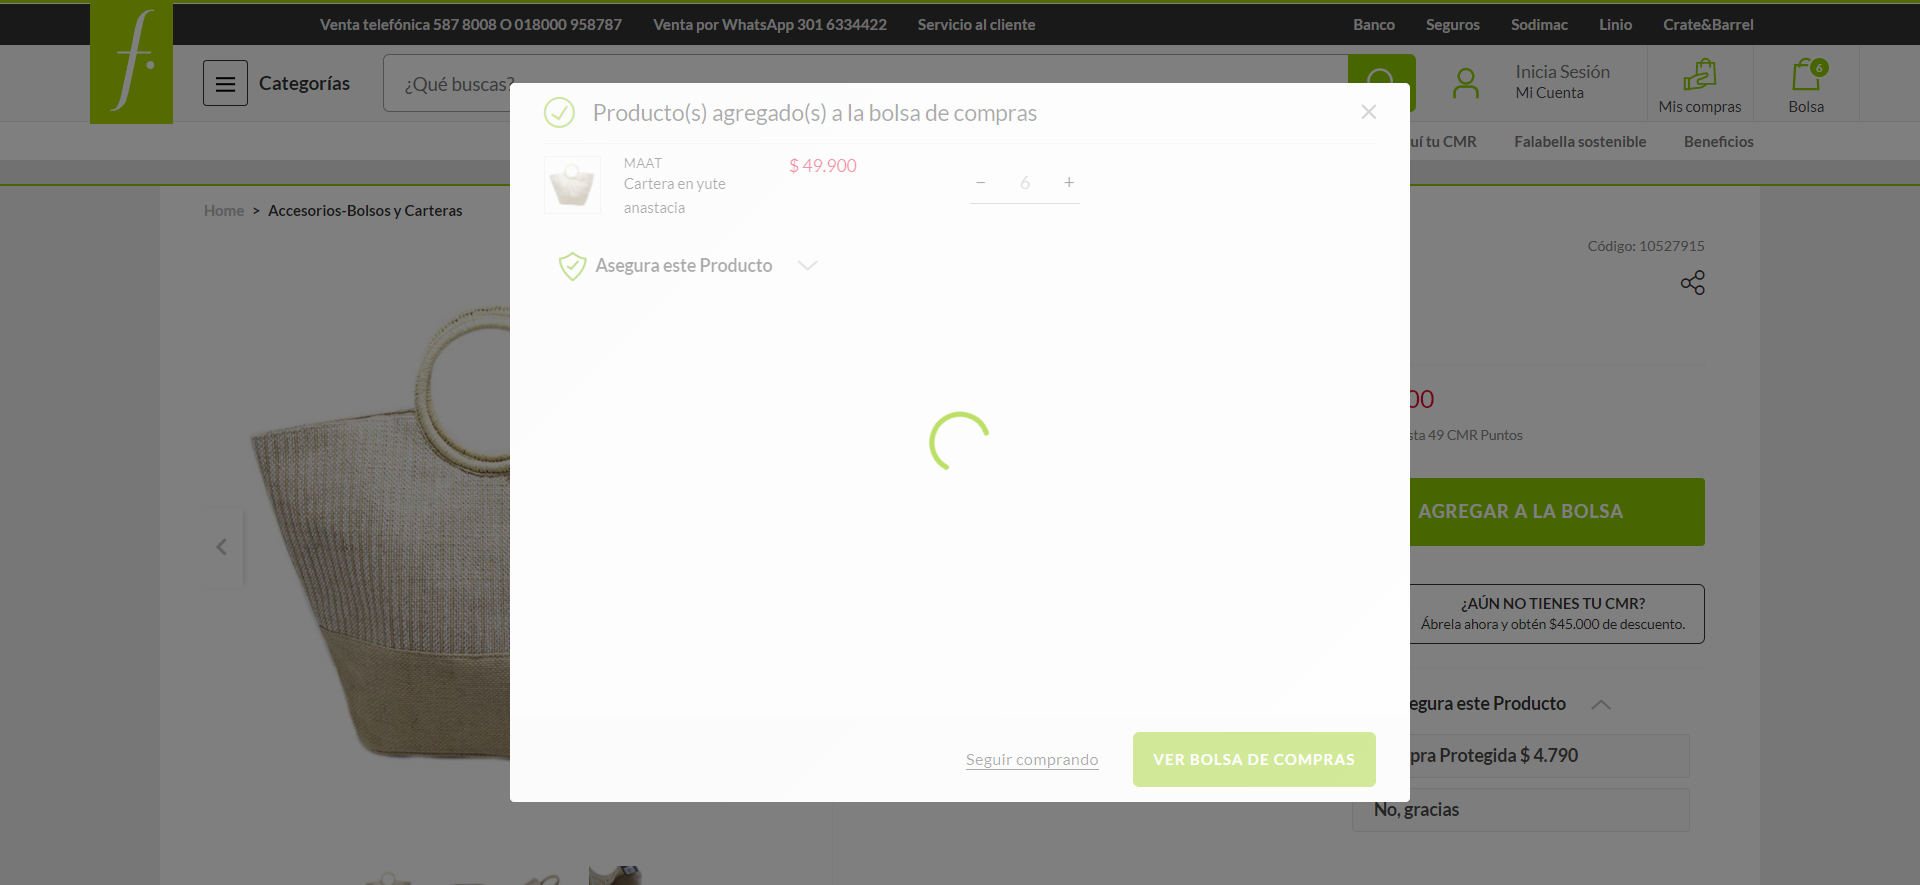 Venta telefónica 587 8008 O 018000 958787
Venta por WhatsApp 301 6334422
Servicio al cliente
Banco
Seguros
Sodimac
Linio
Crate&Barrel
f.
Categorías
¿Qué buscas?
Inicia Sesión
Mi Cuenta
Mis compras
6
Bolsa
tu CMR
Falabella sostenible
Beneficios
Home > Accesorios-Bolsos y Carteras
Código: 10527915
Producto(s) agregado(s) a la bolsa de compras
MAAT
Cartera en yute
anastacia
$ 49.900
− 6 +
Asegura este Producto
Seguir comprando
VER BOLSA DE COMPRAS
00
49 CMR Puntos
AGREGAR A LA BOLSA
¿AÚN NO TIENES TU CMR?
Ábrela ahora y obtén $45.000 de descuento.
egura este Producto
pra Protegida $ 4.790
No, gracias